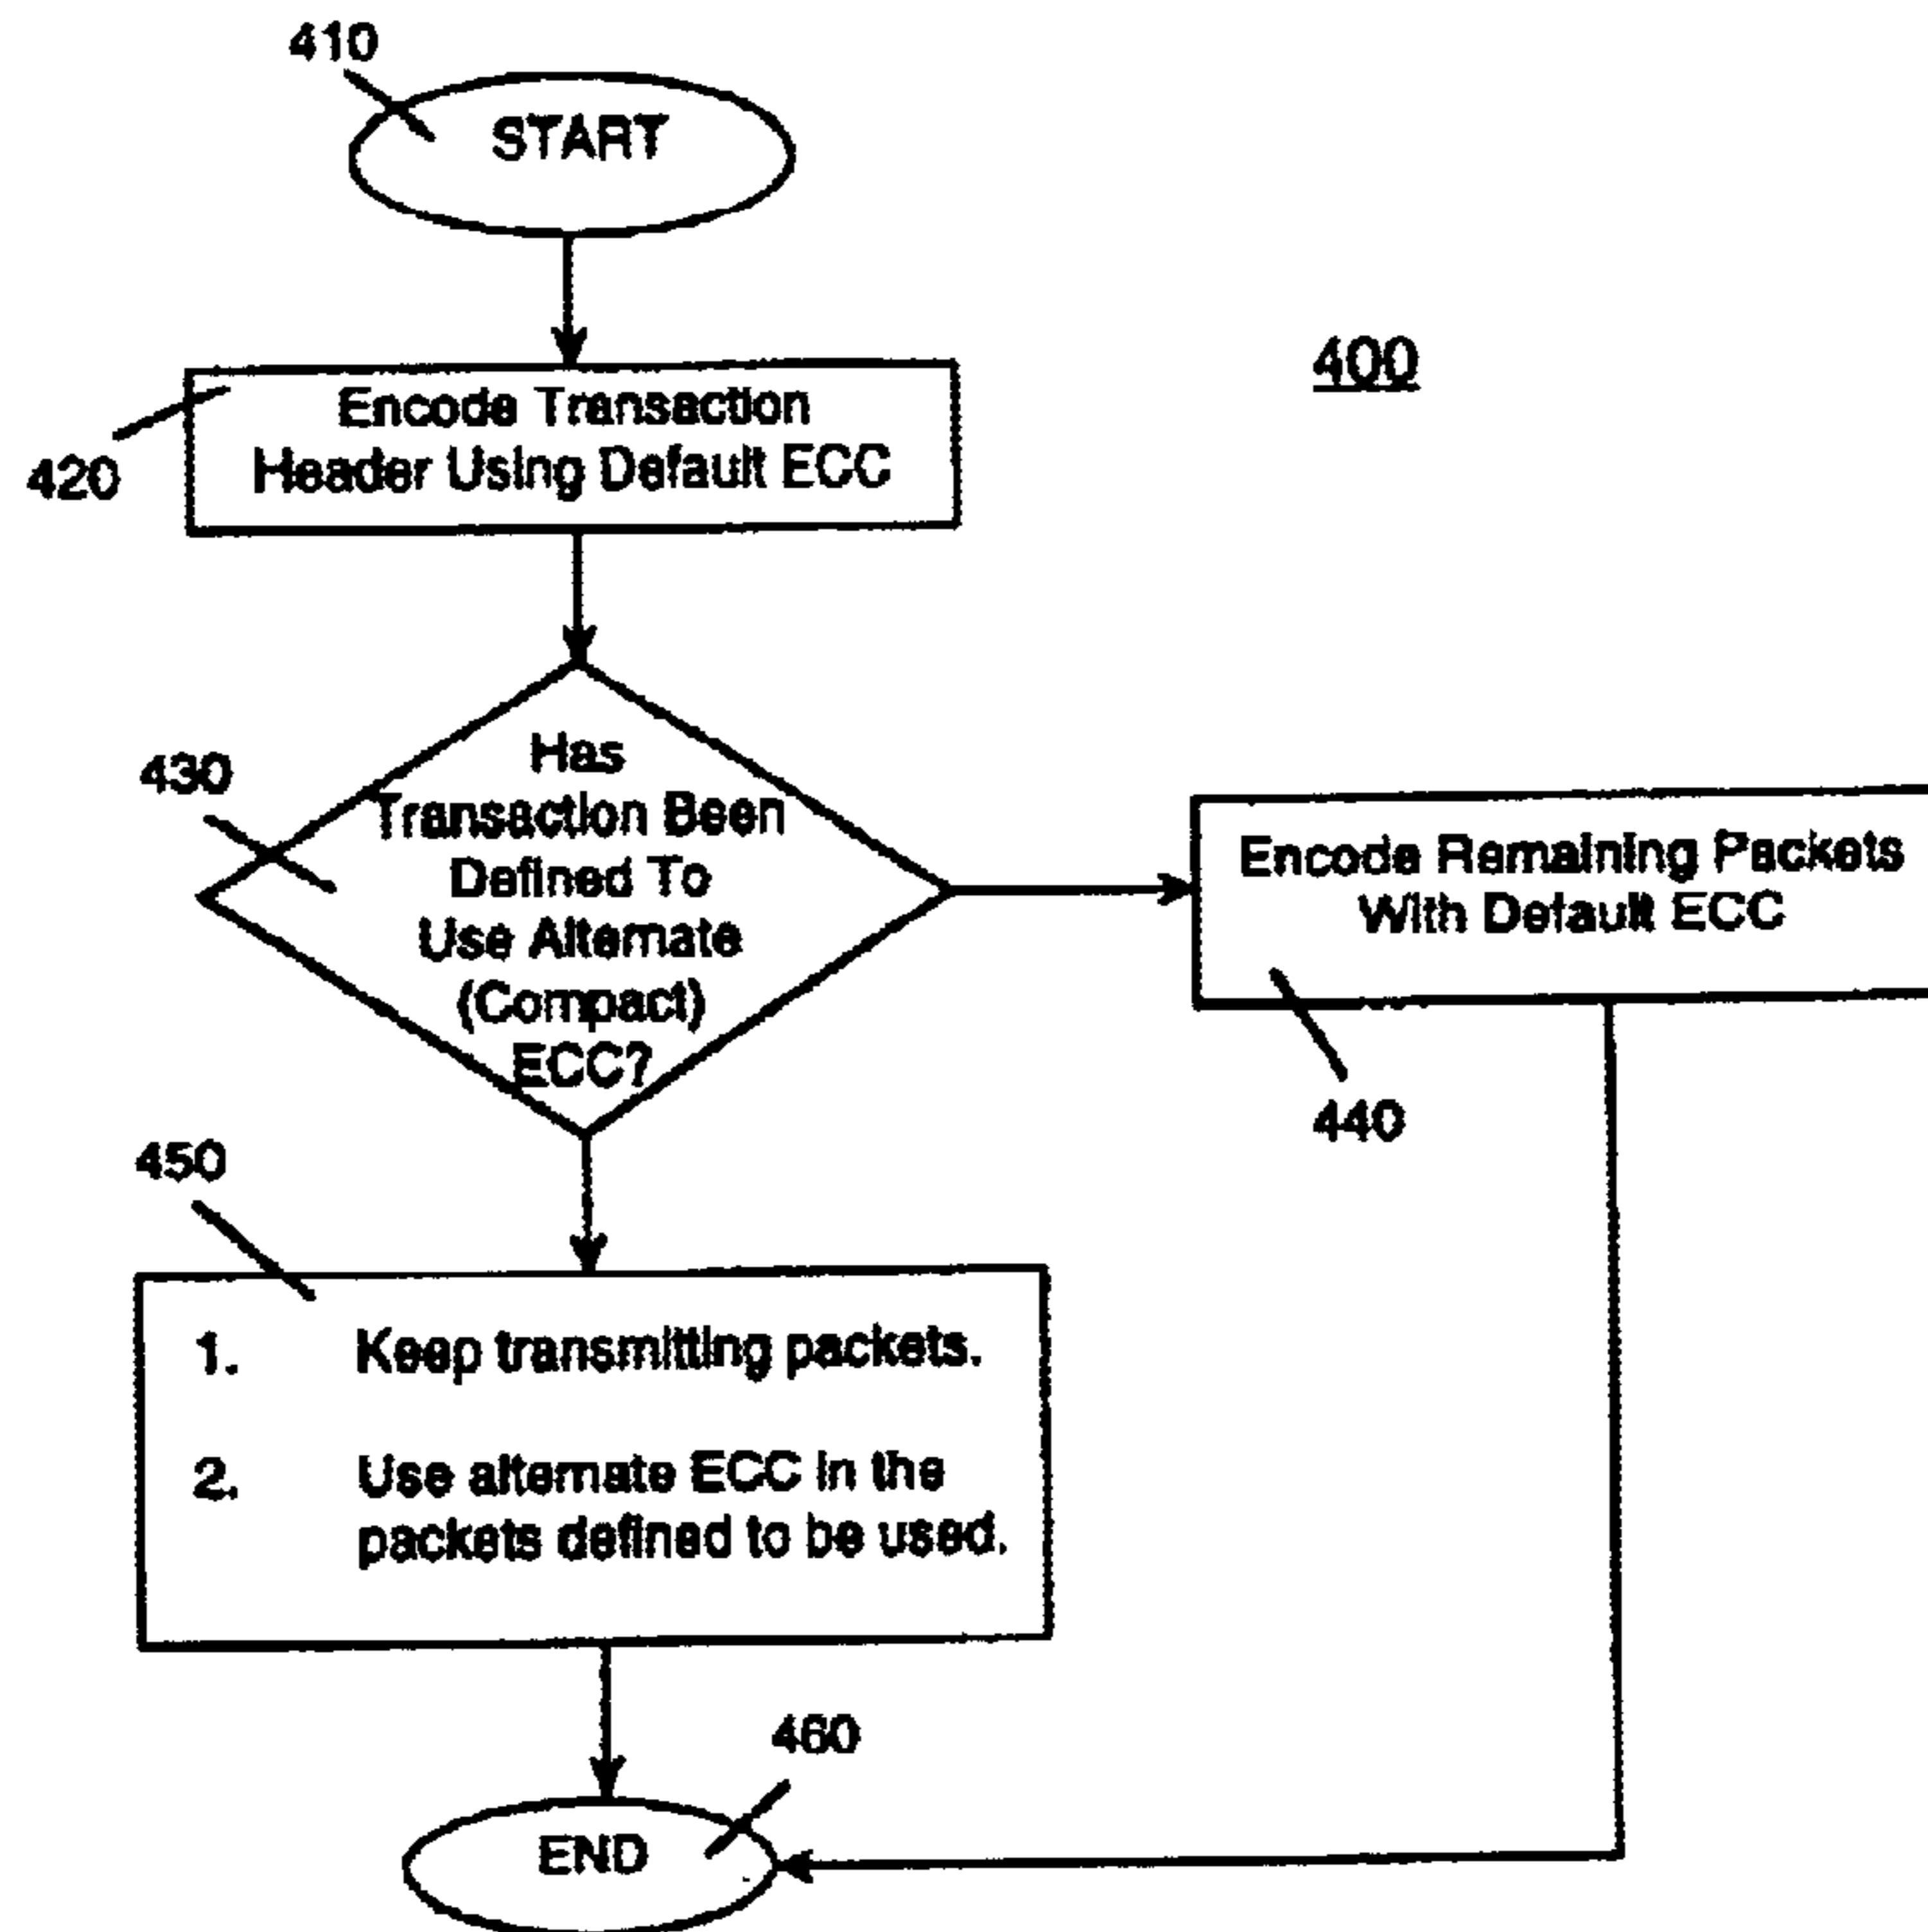 410
START
400
Encode Transaction
Header Using Default ECC
420
Has
Transaction Been
Defined To
Use Alternate
(Compact)
ECC?
430
Encode Remaining Packets
With Default ECC
440
450
1. Keep transmitting packets.
2. Use alternate ECC in the
packets defined to be used.
460
END